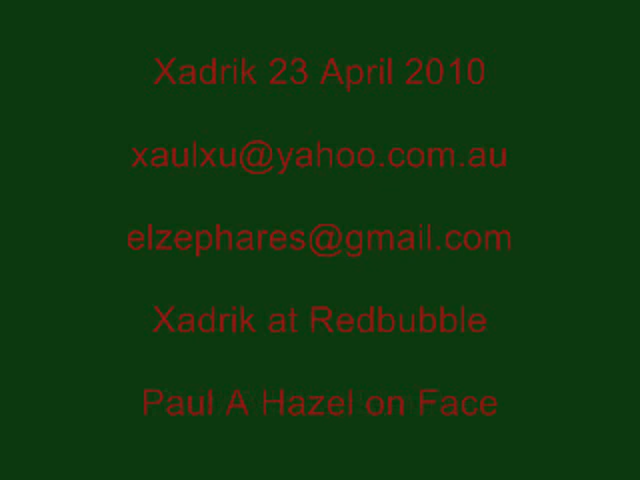 Xadrik 23 April 2010
xaulxu@yahoo.com.au
elzephares@gmail.com
Xadrik at Redbubble
Paul A Hazel on Face